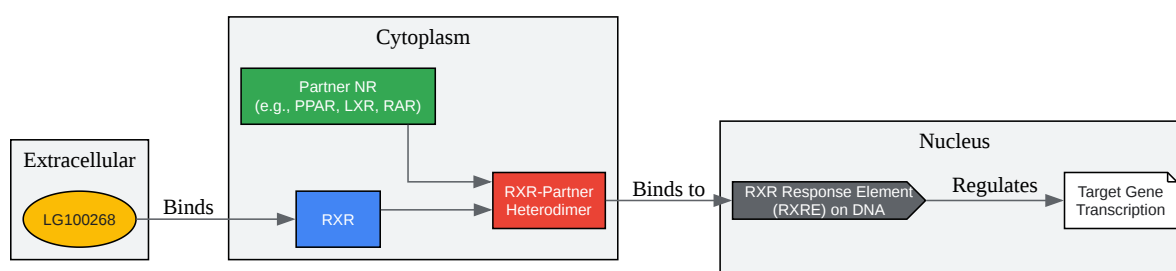 Extracellular
LG100268
Binds
Cytoplasm
Partner NR
(e.g., PPAR, LXR, RAR)
RXR
RXR-Partner
Heterodimer
Binds to
Nucleus
RXR Response Element
(RXRE) on DNA
Regulates
Target Gene
Transcription